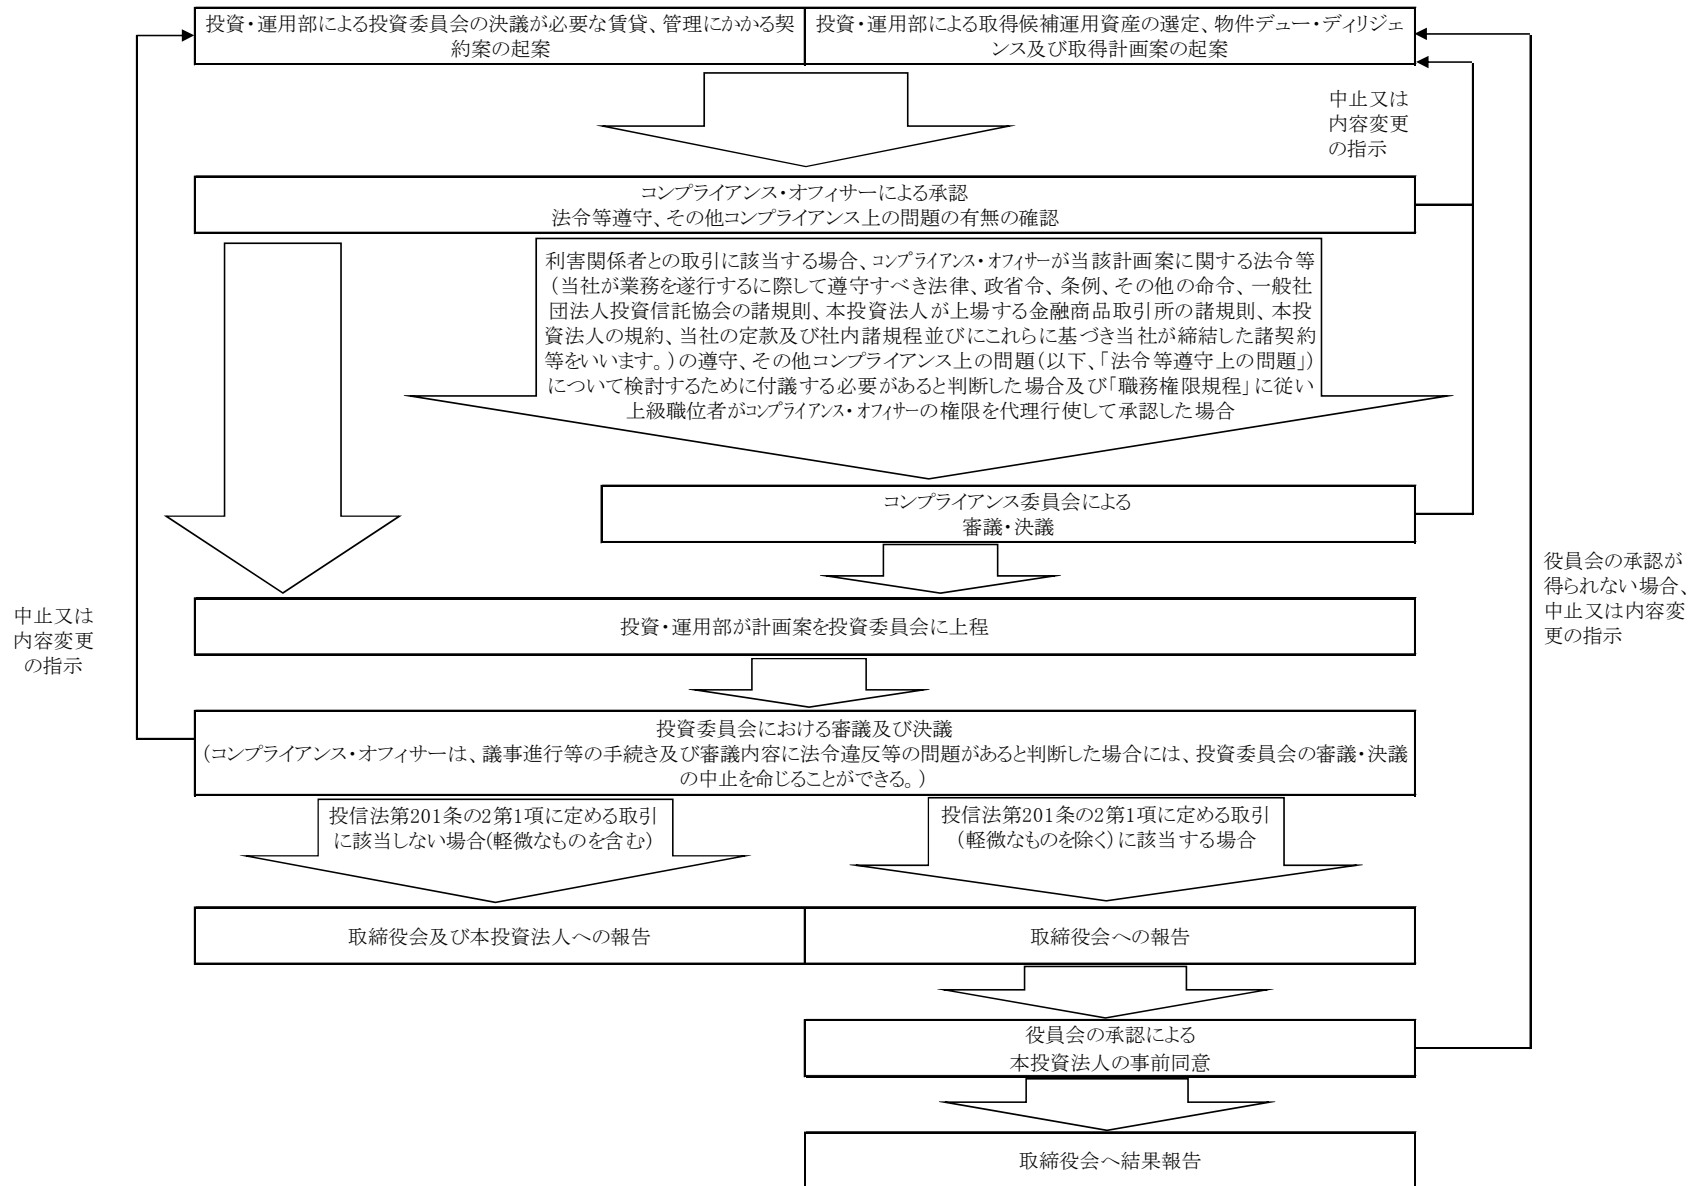 投資・運用部による投資委員会の決議が必要な賃貸、管理にかかる契
約案の起案
投資・運用部による取得候補運用資産の選定、物件デュー・ディリジェ
ンス及び取得計画案の起案
中止又は
内容変更
の指示
コンプライアンス・オフィサーによる承認
法令等遵守、その他コンプライアンス上の問題の有無の確認
利害関係者との取引に該当する場合、コンプライアンス・オフィサーが当該計画案に関する法令等
(当社が業務を遂行するに際して遵守すべき法律、政省令、条例、その他の命令、一般社
団法人投資信託協会の諸規則、本投資法人が上場する金融商品取引所の諸規則、本投
資法人の規約、当社の定款及び社内諸規程並びにこれらに基づき当社が締結した諸契約
等をいいます。)の遵守、その他コンプライアンス上の問題(以下、「法令等遵守上の問題」)
について検討するために付議する必要があると判断した場合及び「職務権限規程」に従い
上級職位者がコンプライアンス・オフィサーの権限を代理行使して承認した場合
コンプライアンス委員会による
審議・決議
役員会の承認が
得られない場合、
中止又は内容変
更の指示
中止又は
内容変更
の指示
投資・運用部が計画案を投資委員会に上程
投資委員会における審議及び決議
(コンプライアンス・オフィサーは、議事進行等の手続き及び審議内容に法令違反等の問題があると判断した場合には、投資委員会の審議・決議
の中止を命じることができる。)
投信法第201条の2第1項に定める取引
に該当しない場合(軽微なものを含む)
投信法第201条の2第1項に定める取引
(軽微なものを除く)に該当する場合
取締役会及び本投資法人への報告
取締役会への報告
役員会の承認による
本投資法人の事前同意
取締役会へ結果報告